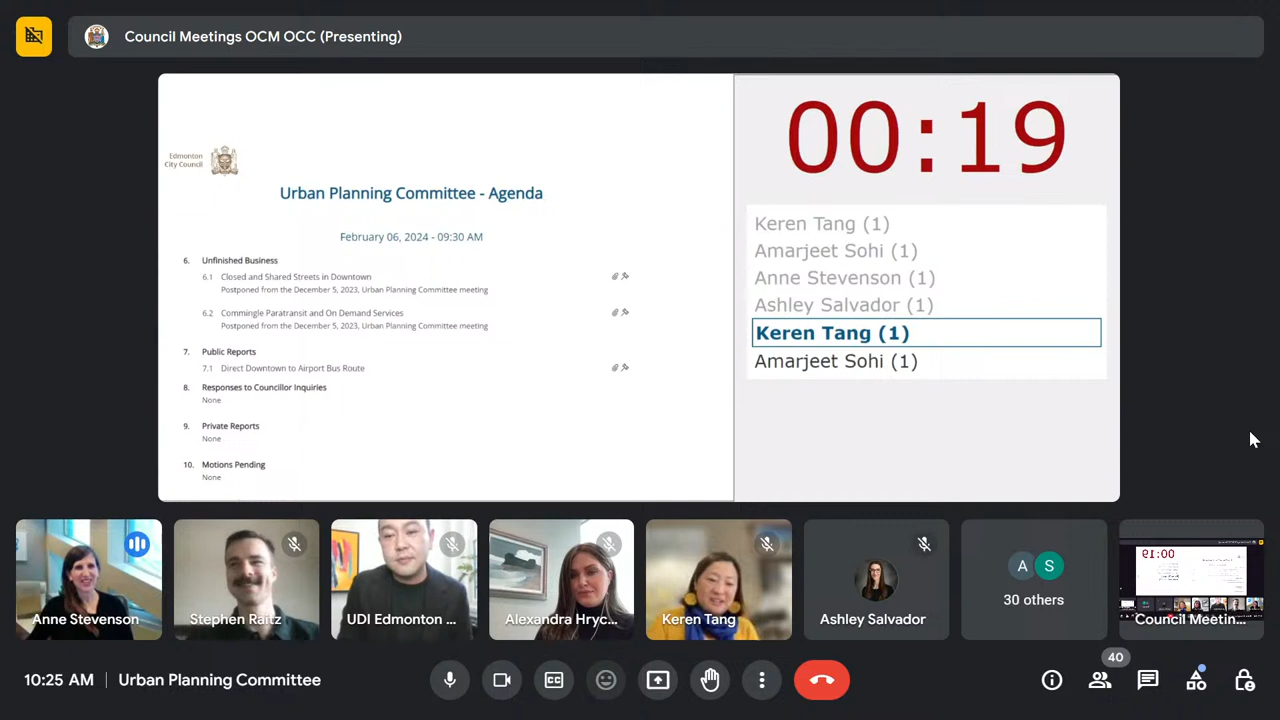 Council Meetings OCM OCC (Presenting)
Edmonton
City Council
Urban Planning Committee - Agenda
February 06, 2024 - 09:30 AM
6. Unfinished Business
6.1 Closed and Shared Streets in Downtown
Postponed from the December 5, 2023, Urban Planning Committee meeting
6.2 Commingle Paratransit and On Demand Services
Postponed from the December 5, 2023, Urban Planning Committee meeting
7. Public Reports
7.1 Direct Downtown to Airport Bus Route
8. Responses to Councillor Inquiries
None
9. Private Reports
None
10. Motions Pending
None
00:19
Keren Tang (1)
Amarjeet Sohi (1)
Anne Stevenson (1)
Ashley Salvador (1)
Keren Tang (1)
Amarjeet Sohi (1)
Anne Stevenson
Stephen Raitz
UDI Edmonton ...
Alexandra Hryc...
Keren Tang
Ashley Salvador
A S
30 others
Council Meetin...
10:25 AM | Urban Planning Committee
CC
40